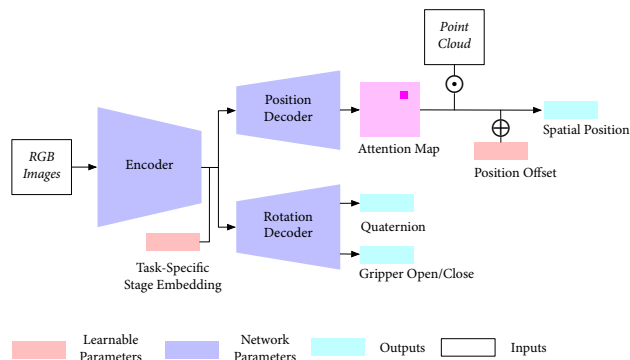 Point
Cloud
Position
Decoder
Attention Map
Spatial Position
Position Offset
RGB
Images
Encoder
Rotation
Decoder
Quaternion
Gripper Open/Close
Task-Specific
Stage Embedding
Learnable
Parameters
Network
Parameters
Outputs
Inputs